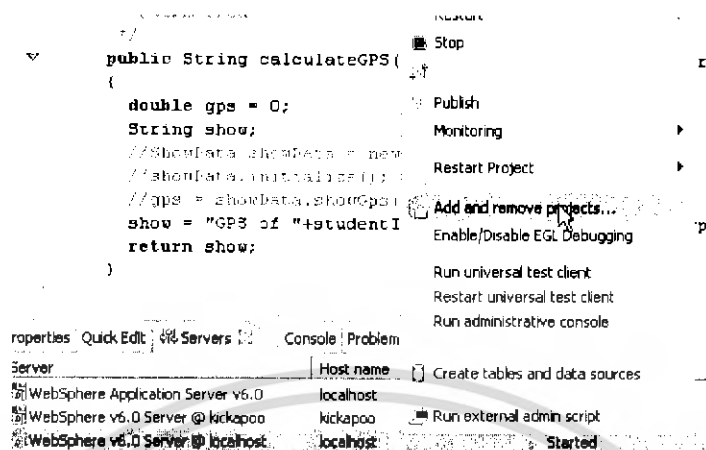 */
public String calculateGPS(
{
double gps = 0;
String show;
//ShowData showData = new
//showData.initialise();
//gps = showData.showGps(
show = "GPS of "+studentI
return show;
}
Restart
Stop
Publish
Monitoring
Restart Project
Add and remove projects...
Enable/Disable EGL Debugging
Run universal test client
Restart universal test client
Run administrative console
Create tables and data sources
Run external admin script
roperties Quick Edit Servers Console Problem
Server Host name
WebSphere Application Server v6.0 localhost
WebSphere v6.0 Server @ kickapoo kickapoo
WebSphere v6.0 Server @ localhost localhost Started